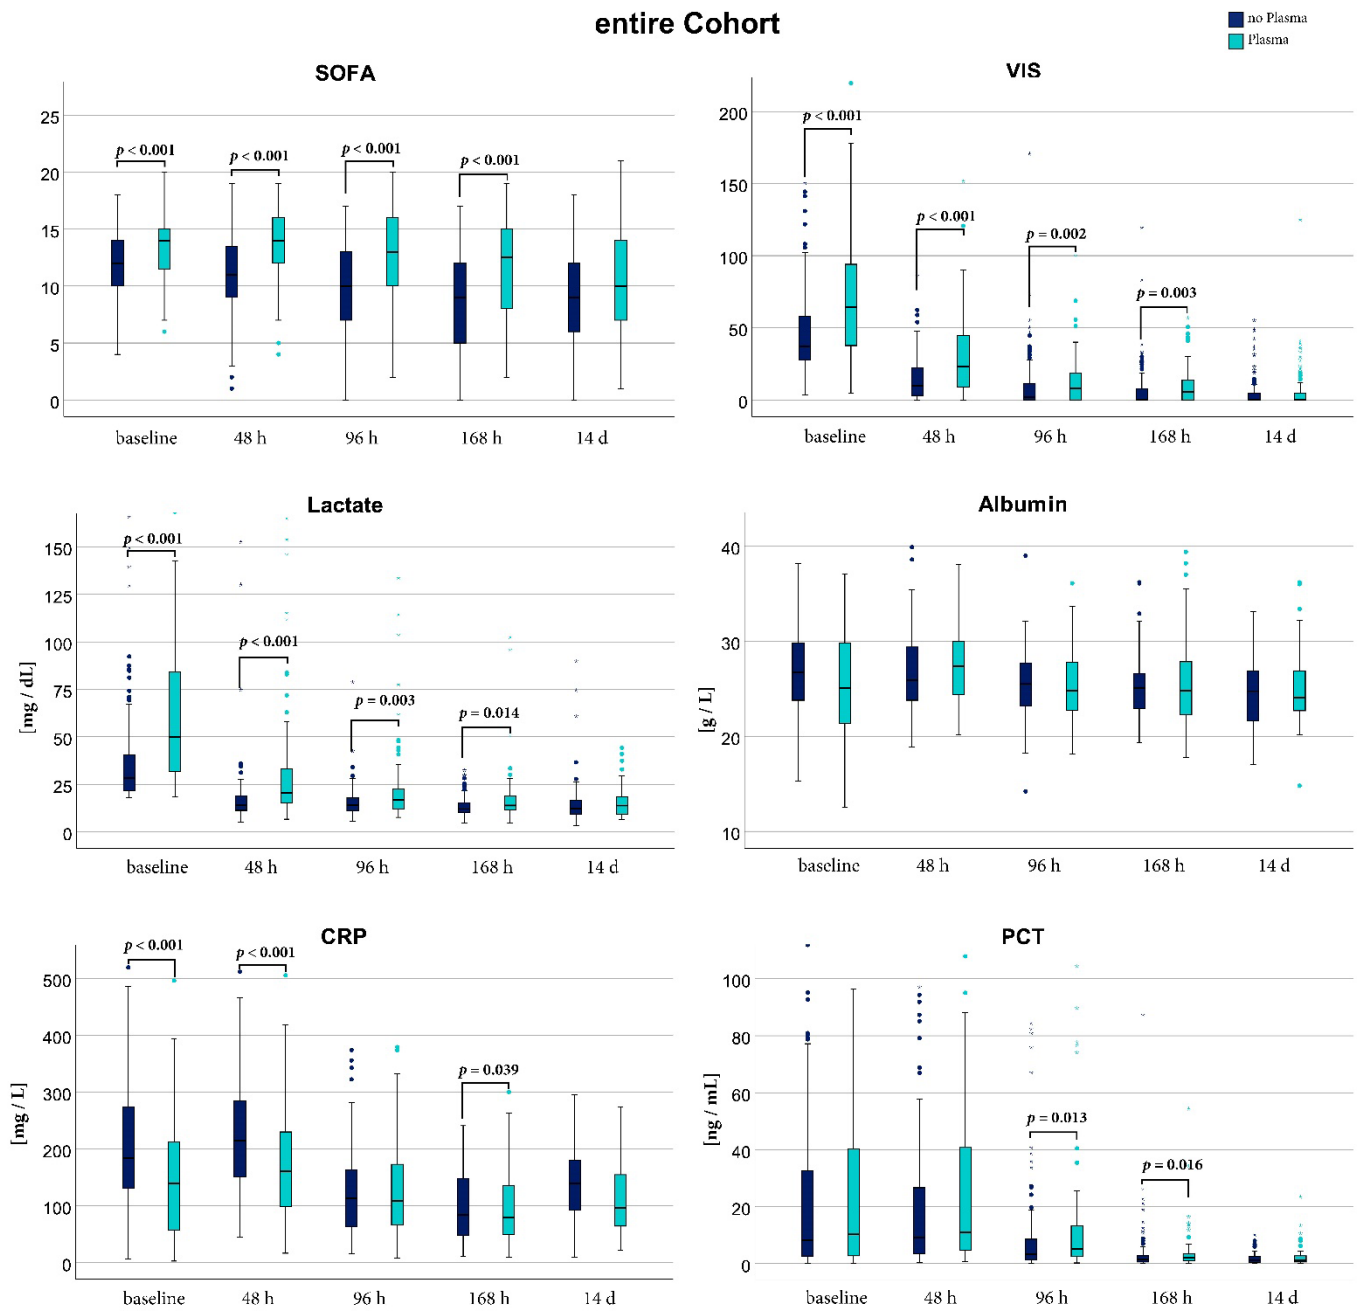 entire Cohort
no Plasma
Plasma
SOFA
25
20
15
10
5
0
p < 0.001
p < 0.001
p < 0.001
p < 0.001
baseline 48 h 96 h 168 h 14 d
VIS
200
150
100
50
0
p < 0.001
p < 0.001
p = 0.002
p = 0.003
baseline 48 h 96 h 168 h 14 d
Lactate
[mg / dL]
150
125
100
75
50
25
0
p < 0.001
p < 0.001
p = 0.003
p = 0.014
baseline 48 h 96 h 168 h 14 d
Albumin
[g / L]
40
30
20
10
baseline 48 h 96 h 168 h 14 d
CRP
[mg / L]
500
400
300
200
100
0
p < 0.001
p < 0.001
p = 0.039
baseline 48 h 96 h 168 h 14 d
PCT
[ng / mL]
100
80
60
40
20
0
p = 0.013
p = 0.016
baseline 48 h 96 h 168 h 14 d